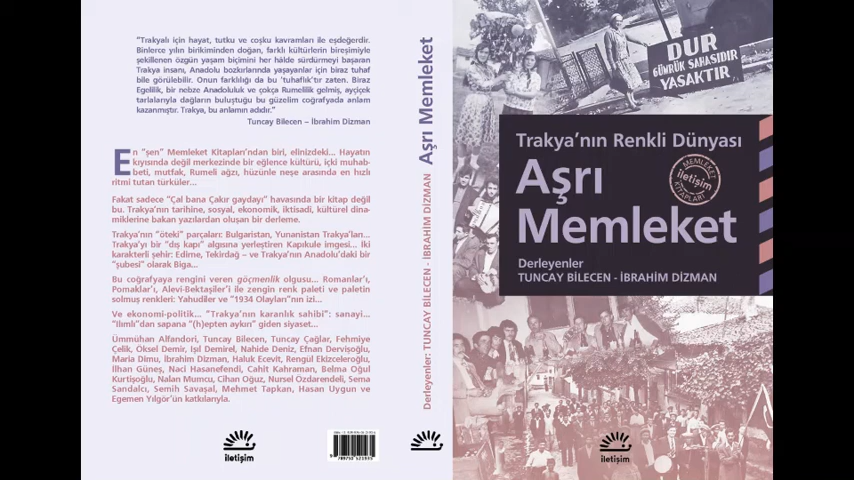 "Trakyalı için hayat, tutku ve coşku kavramları ile eşdeğerdir.
Binlerce yılın birikiminden doğan, farklı kültürlerin bireşimiyle
şekillenen özgün yaşam biçimini her hâlde sürdürmeyi başaran
Trakya insanı, Anadolu bozkırlarında yaşayanlar için biraz tuhaf
bile görülebilir. Onun farklılığı da bu 'tuhaflık'tır zaten. Biraz
Egelilik, bir nebze Anadoluluk ve çokça Rumelilik gelmiş, ayçiçek
tarlalarıyla dağların buluştuğu bu güzelim coğrafyada anlam
kazanmıştır. Trakya, bu anlamın adıdır."
Tuncay Bilecen – İbrahim Dizman
En "şen" Memleket Kitapları'ndan biri, elinizdeki... Hayatın
kıyısında değil merkezinde bir eğlence kültürü, içki muhab-
beti, mutfak, Rumeli ağzı, hüzünle neşe arasında en hızlı
ritmi tutan türküler...
Fakat sadece "Çal bana Çakır gaydayı" havasında bir kitap değil
bu. Trakya'nın tarihine, sosyal, ekonomik, iktisadi, kültürel dina-
miklerine bakan yazılardan oluşan bir derleme.
Trakya'nın "öteki" parçaları: Bulgaristan, Yunanistan Trakya'ları...
Trakya'yı bir "dış kapı" algısına yerleştiren Kapıkule imgesi... İki
karakterli şehir: Edirne, Tekirdağ – ve Trakya'nın Anadolu'daki bir
"şubesi" olarak Biga...
Bu coğrafyaya rengini veren göçmenlik olgusu... Romanlar'ı,
Pomaklar'ı, Alevi-Bektaşiler'i ile zengin renk paleti ve paletin
solmuş renkleri: Yahudiler ve "1934 Olayları"nın izi...
Ve ekonomi-politik... "Trakya'nın karanlık sahibi": sanayi...
"Ilımlı"dan sapana "(h)epten aykırı" giden siyaset...
Ümmühan Alfandori, Tuncay Bilecen, Tuncay Çağlar, Fehmiye
Çelik, Öksel Demir, Işıl Demirel, Nahide Deniz, Efnan Dervişoğlu,
Maria Dimu, İbrahim Dizman, Haluk Ecevit, Rengül Ekizceleroğlu,
İlhan Güneş, Naci Hasanefendi, Cahit Kahraman, Belma Oğul
Kurtişoğlu, Nalan Mumcu, Cihan Oğuz, Nursel Ozdarendeli, Sema
Sandalcı, Semih Savaşal, Mehmet Tapkan, Hasan Uygun ve
Egemen Yılgör'ün katkılarıyla.
iletişim
Derleyenler: TUNCAY BİLECEN - İBRAHİM DİZMAN Aşrı Memleket
DUR
GÜMRÜK SAHASIDIR
YASAKTIR
Trakya'nın Renkli Dünyası
Aşrı
Memleket
MEMLEKET
iletişim
KİTAPLARI
Derleyenler
TUNCAY BİLECEN - İBRAHİM DİZMAN
iletişim